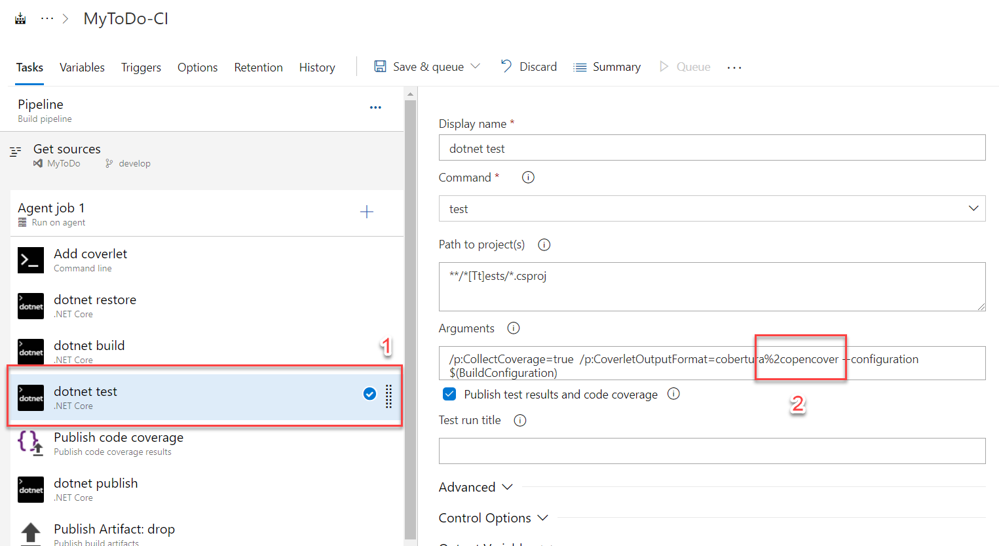 ··· > MyToDo-CI
Tasks Variables Triggers Options Retention History Save & queue Discard Summary Queue ···
Pipeline ···
Build pipeline
Get sources
MyToDo develop
Agent job 1
Run on agent
Add coverlet
Command line
dotnet restore
.NET Core
dotnet build
.NET Core
1
dotnet test
.NET Core
Publish code coverage
Publish code coverage results
dotnet publish
.NET Core
Publish Artifact: drop
Publish build artifacts
Display name *
dotnet test
Command *
test
Path to project(s)
**/*[Tt]ests/*.csproj
Arguments
/p:CollectCoverage=true /p:CoverletOutputFormat=cobertura%2copencover --configuration
$(BuildConfiguration)
Publish test results and code coverage
2
Test run title
Advanced
Control Options